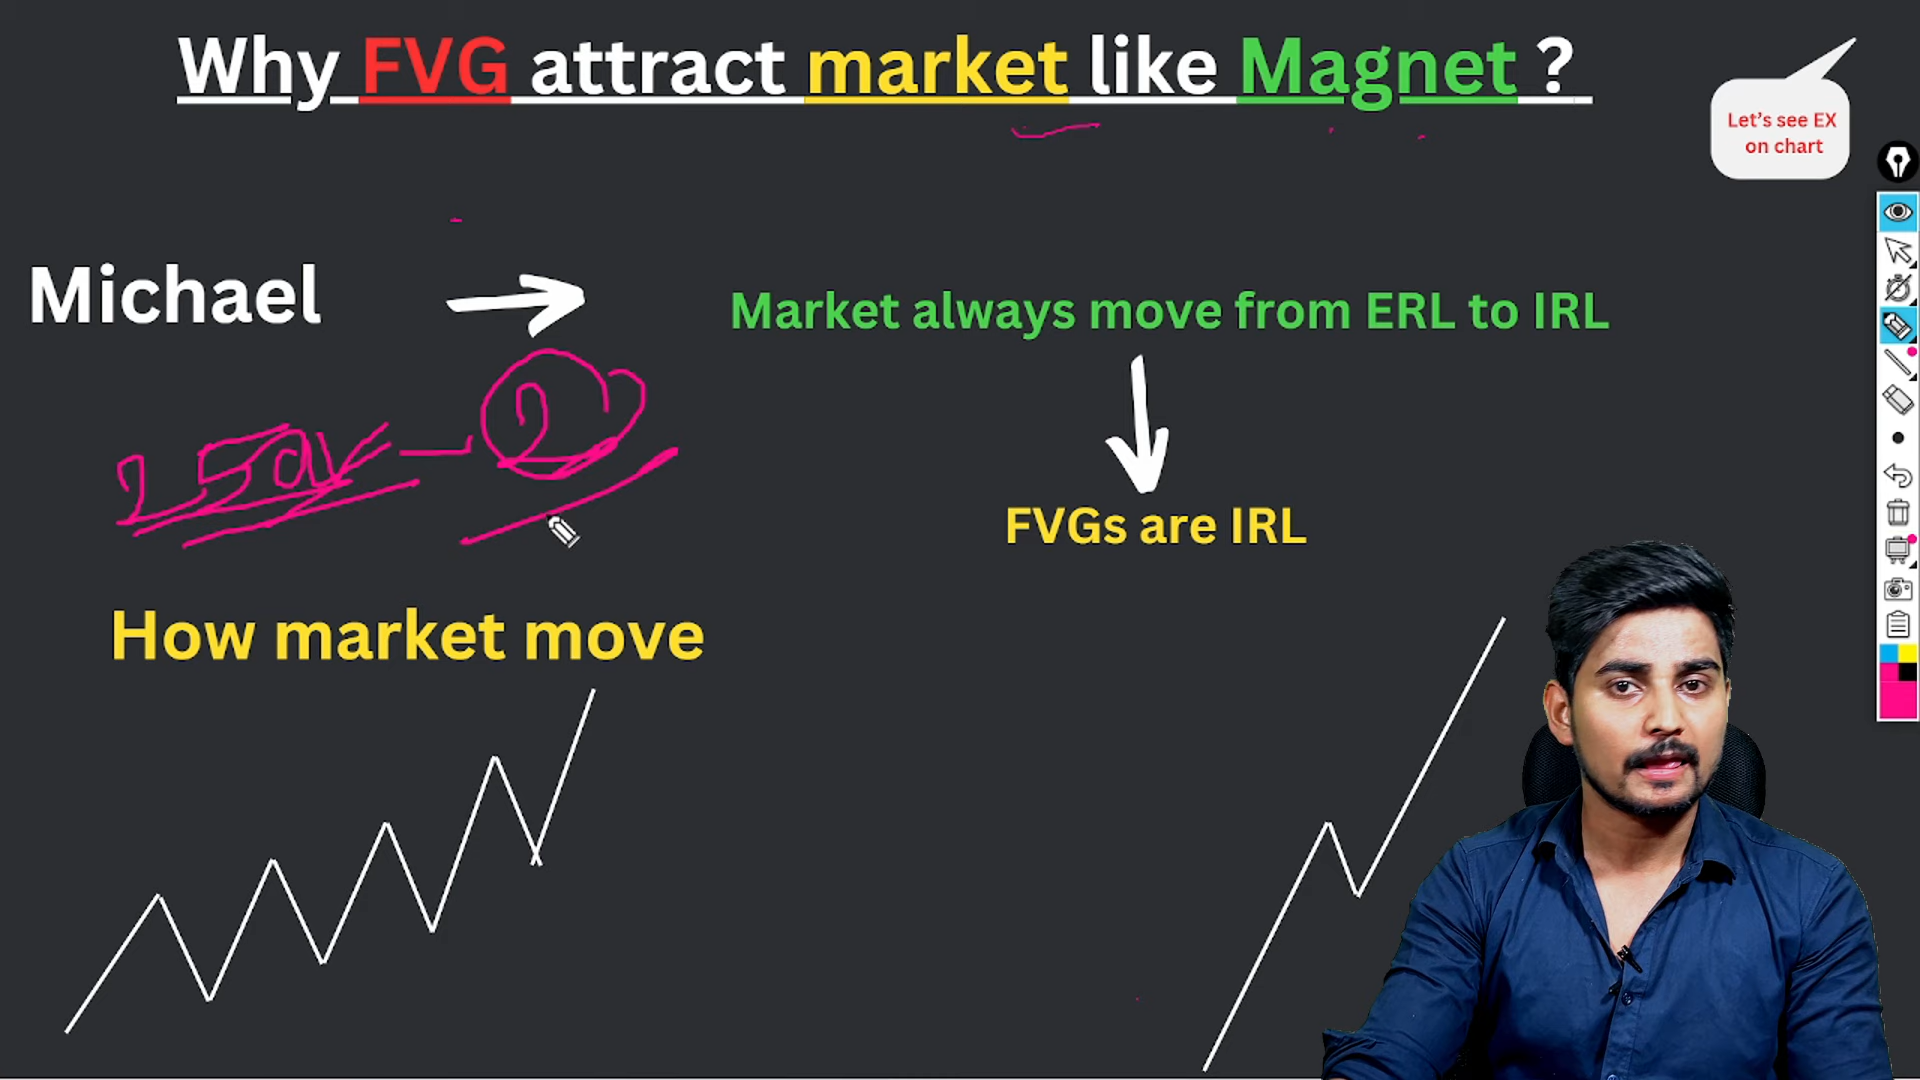 Why FVG attract market like Magnet ?
Let's see EX
on chart
Michael
Market always move from ERL to IRL
2
FVGs are IRL
How market move